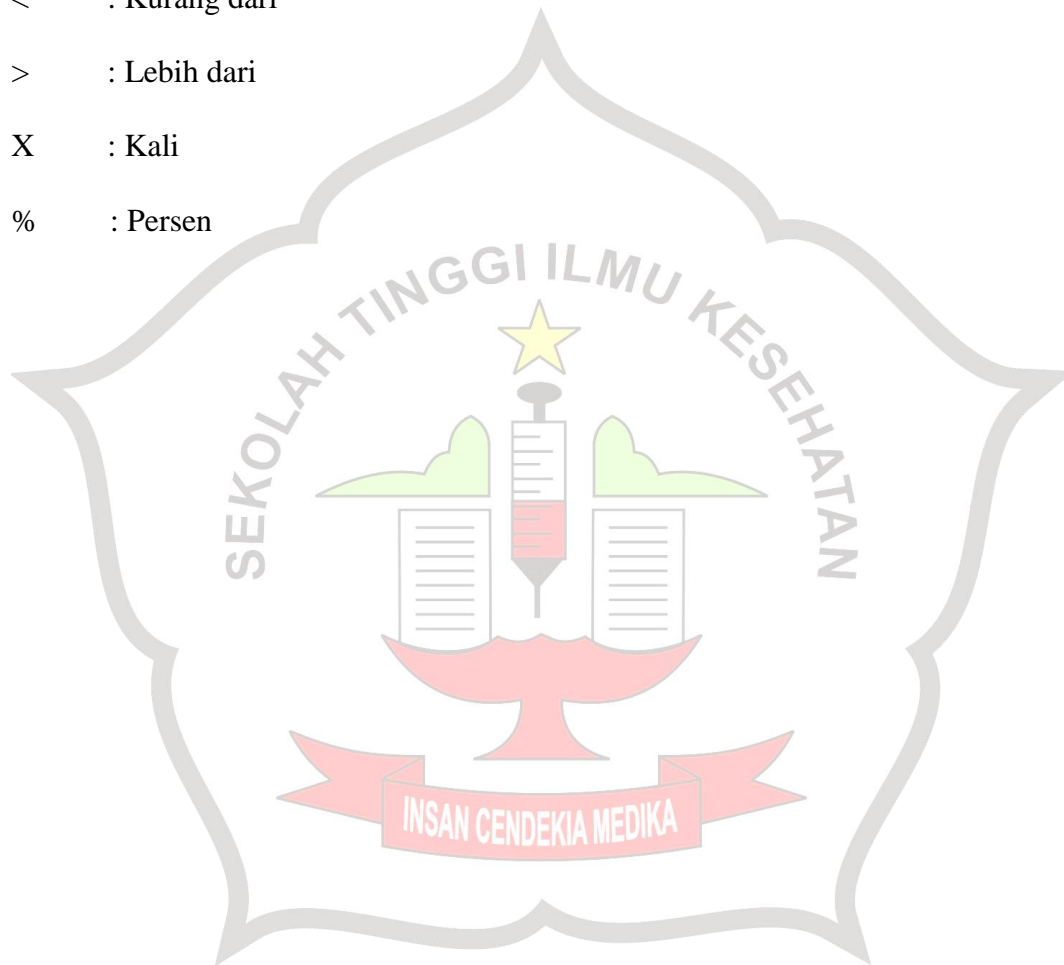 < : Kurang dari
> : Lebih dari
X : Kali
% : Persen
SEKOLAH TINGGI ILMU KESEHATAN
INSAN CENDEKIA MEDIKA